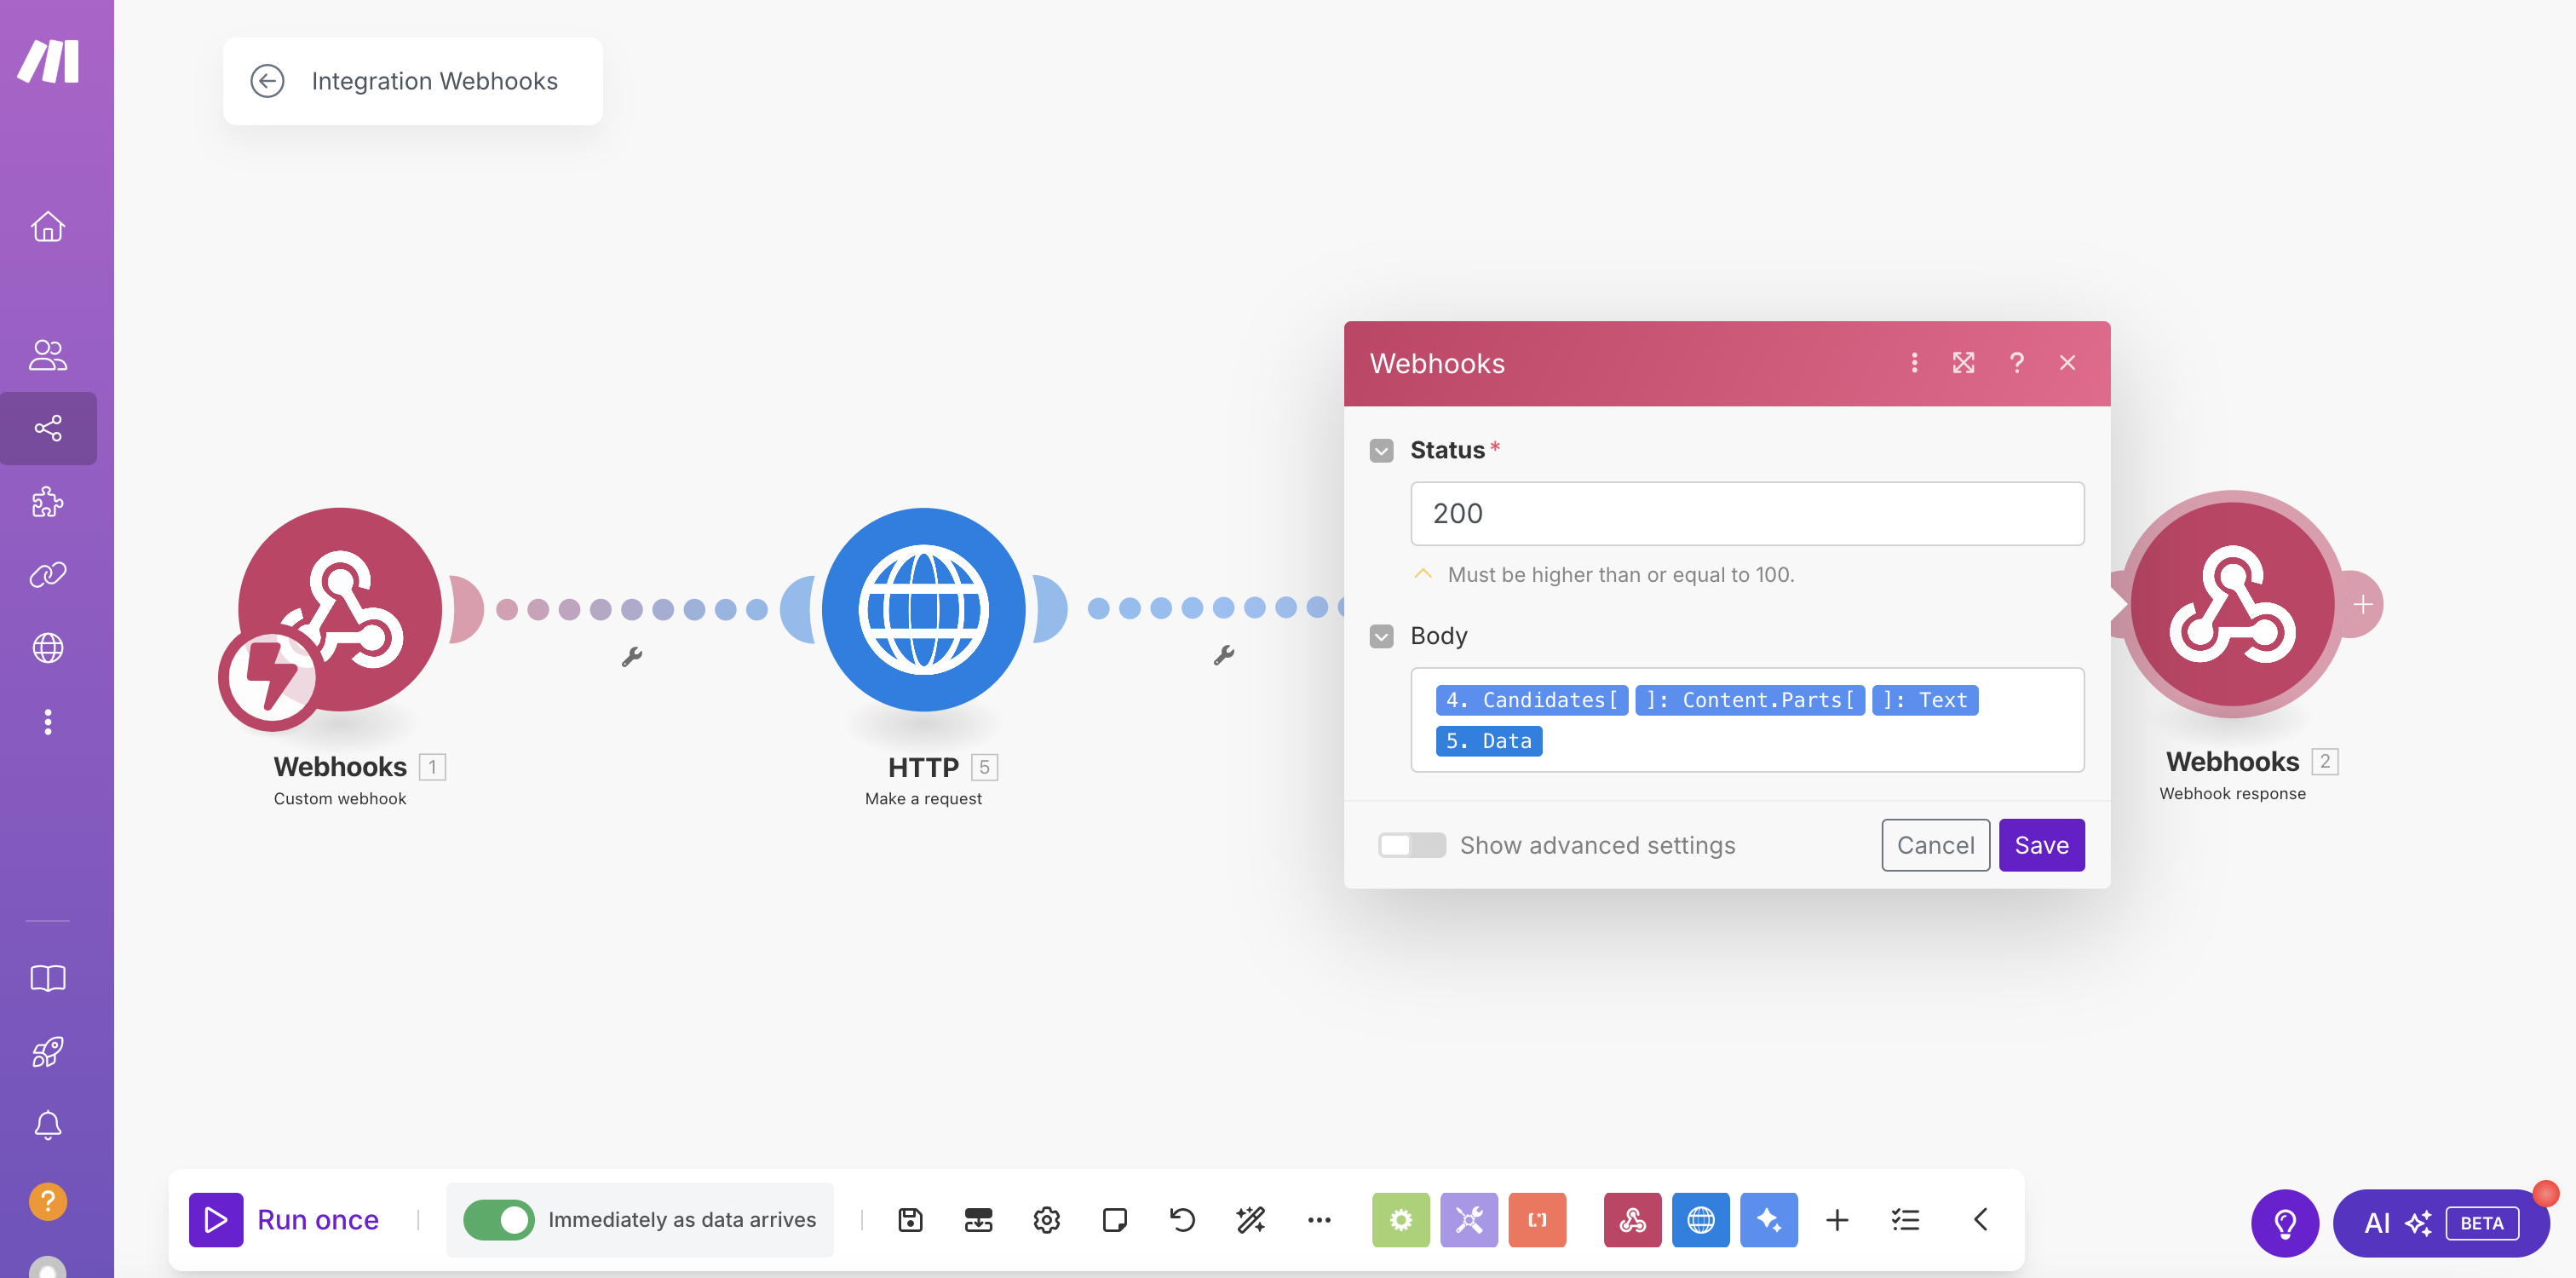 Integration Webhooks
Webhooks
Status *
200
Must be higher than or equal to 100.
Body
4. Candidates[ ]: Content.Parts[ ]: Text
5. Data
Show advanced settings
Cancel
Save
Webhooks 1
Custom webhook
HTTP 5
Make a request
Webhooks 2
Webhook response
Run once
Immediately as data arrives
AI BETA